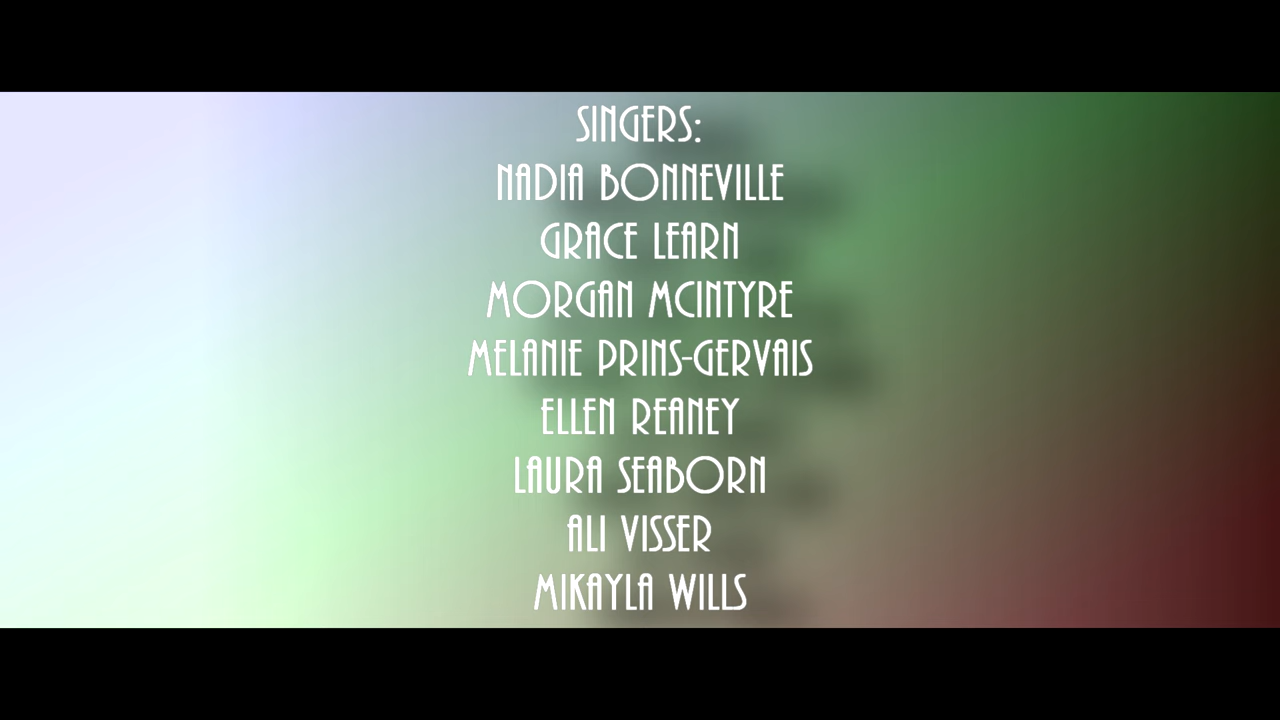 SINGERS:
NADIA BONNEVILLE
GRACE LEARN
MORGAN MCINTYRE
MELANIE PRINS-GERVAIS
ELLEN REANEY
LAURA SEABORN
ALI VISSER
MIKAYLA WILLS